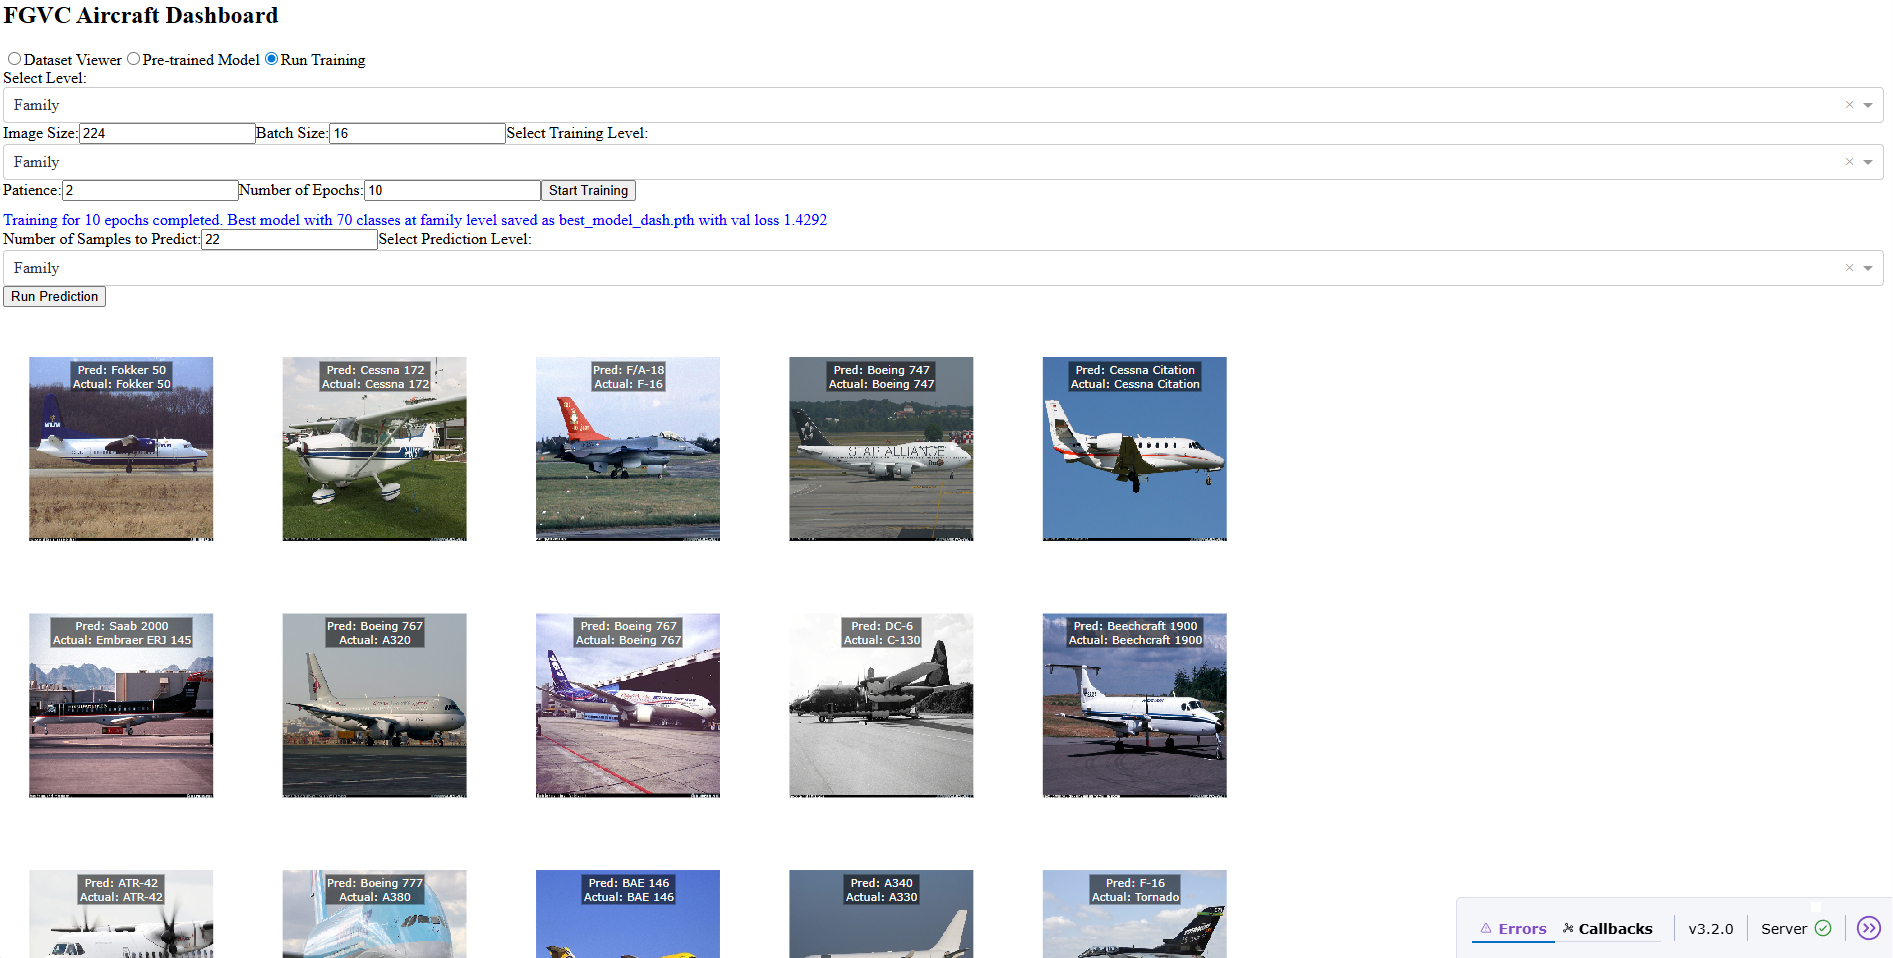 FGVC Aircraft Dashboard
Dataset Viewer Pre-trained Model Run Training
Select Level:
Family
Image Size: 224 Batch Size: 16 Select Training Level:
Family
Patience: 2 Number of Epochs: 10 Start Training
Training for 10 epochs completed. Best model with 70 classes at family level saved as best_model_dash.pth with val loss 1.4292
Number of Samples to Predict: 22 Select Prediction Level:
Family
Run Prediction
Pred: Fokker 50
Actual: Fokker 50
Pred: Cessna 172
Actual: Cessna 172
Pred: F/A-18
Actual: F-16
Pred: Boeing 747
Actual: Boeing 747
STAR ALLIANCE
Pred: Cessna Citation
Actual: Cessna Citation
Pred: Saab 2000
Actual: Embraer ERJ 145
Pred: Boeing 767
Actual: A320
Pred: Boeing 767
Actual: Boeing 767
Pred: DC-6
Actual: C-130
Pred: Beechcraft 1900
Actual: Beechcraft 1900
Pred: ATR-42
Actual: ATR-42
Pred: Boeing 777
Actual: A380
Pred: BAE 146
Actual: BAE 146
Pred: A340
Actual: A330
Pred: F-16
Actual: Tornado
Errors Callbacks v3.2.0 Server